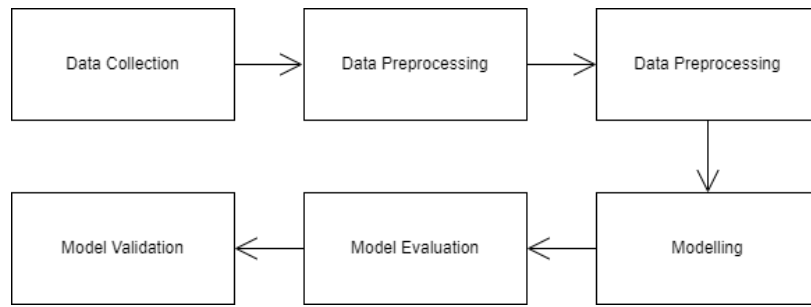 Data Collection
Data Preprocessing
Data Preprocessing
Modelling
Model Evaluation
Model Validation